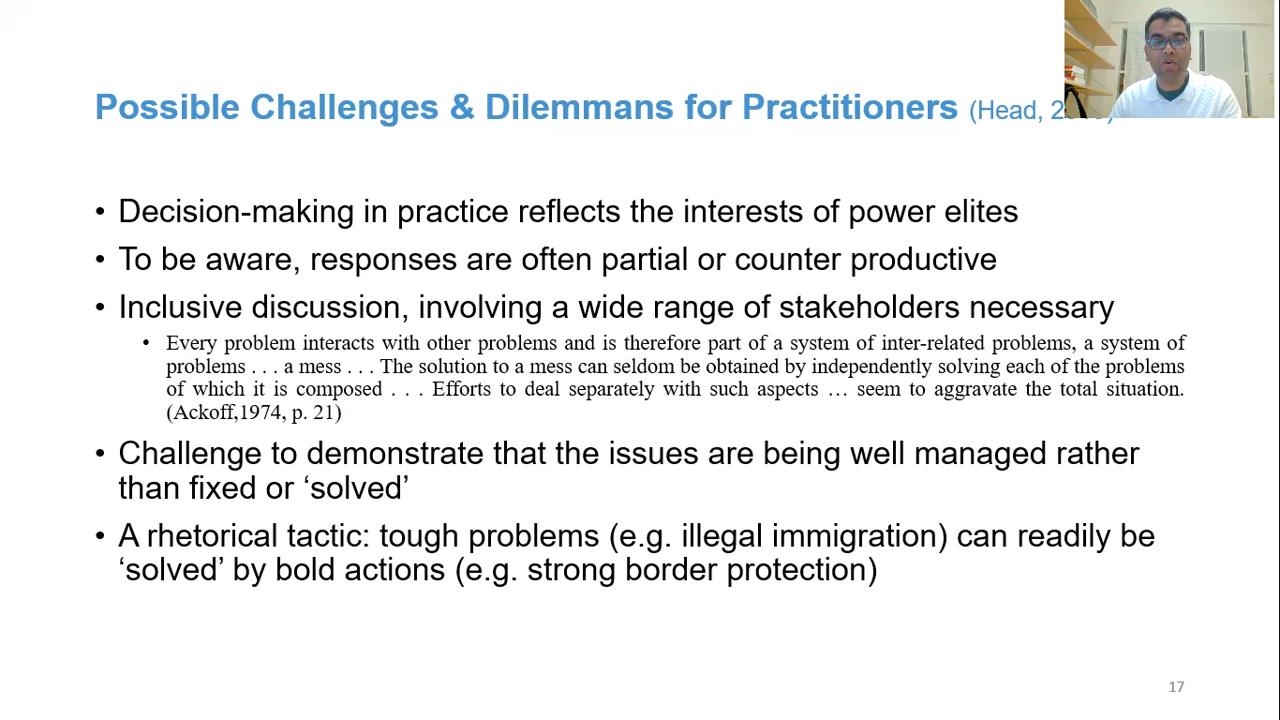 Possible Challenges & Dilemmans for Practitioners (Head,
• Decision-making in practice reflects the interests of power elites
• To be aware, responses are often partial or counter productive
• Inclusive discussion, involving a wide range of stakeholders necessary
• Every problem interacts with other problems and is therefore part of a system of inter-related problems, a system of
problems . . . a mess . . . The solution to a mess can seldom be obtained by independently solving each of the problems
of which it is composed . . . Efforts to deal separately with such aspects … seem to aggravate the total situation.
(Ackoff,1974, p. 21)
• Challenge to demonstrate that the issues are being well managed rather
than fixed or ‘solved’
• A rhetorical tactic: tough problems (e.g. illegal immigration) can readily be
‘solved’ by bold actions (e.g. strong border protection)
17